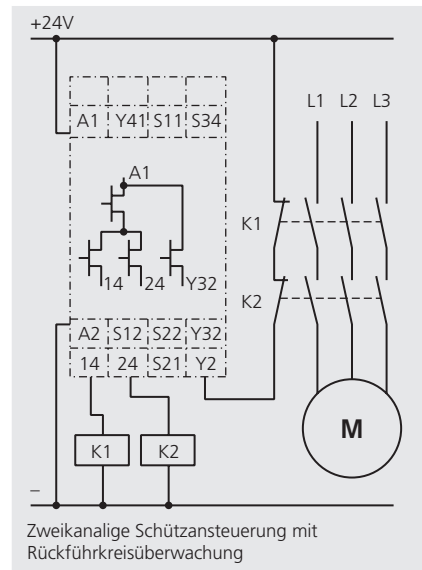 +24V
L1 L2 L3
A1 Y41 S11 S34
A1
K1
14 24 Y32
K2
A2 S12 S22 Y32
14 24 S21 Y2
M
K1 K2
–
Zweikanalige Schützansteuerung mit
Rückführkreisüberwachung